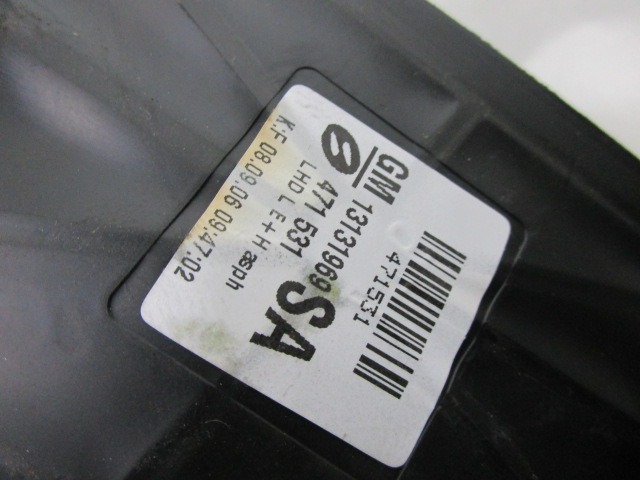 471531
GM 13131969
471 531 SA
LHD L E+H asph
K:F 08.09.06 09:47:02